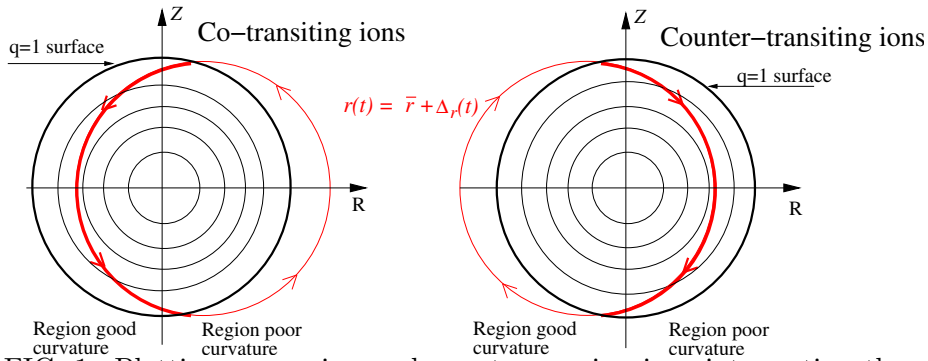 Z
Co−transiting ions
q=1 surface
R
Region good
curvature
Region poor
curvature
r(t) = r̅ + Δr(t)
Z
Counter−transiting ions
q=1 surface
R
Region good
curvature
Region poor
curvature